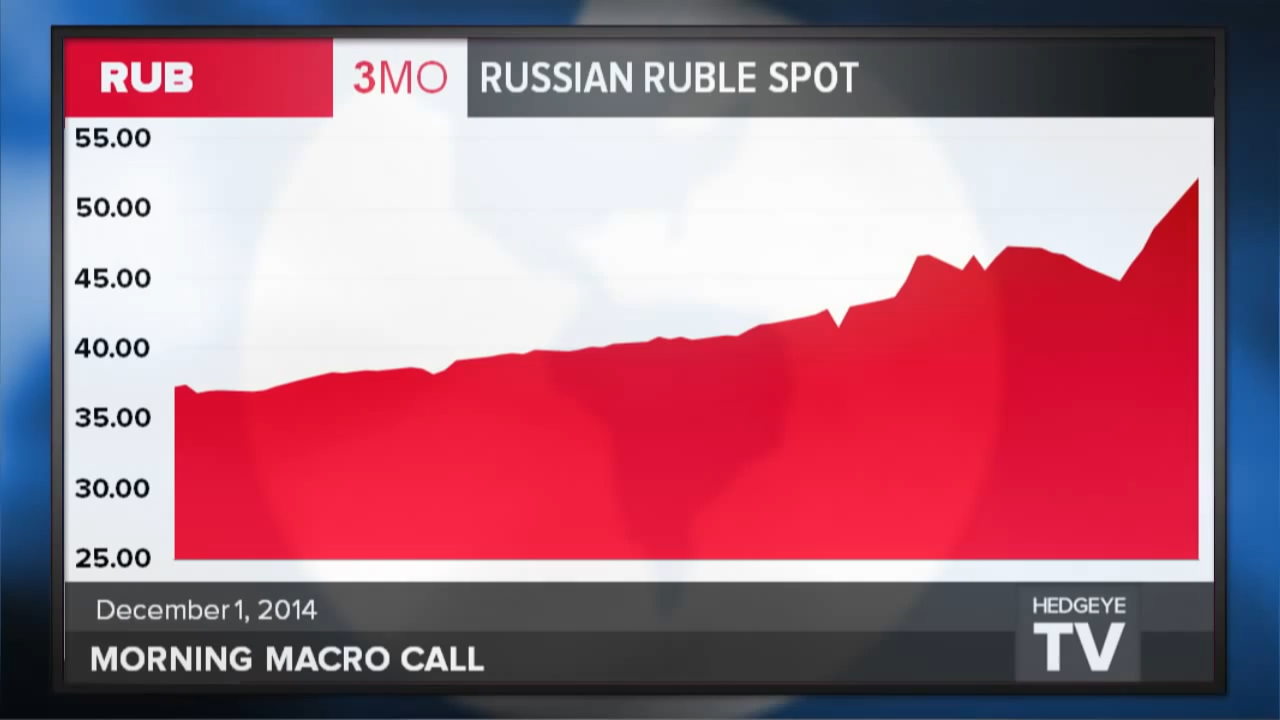 RUB
3MO
RUSSIAN RUBLE SPOT
55.00
50.00
45.00
40.00
35.00
30.00
25.00
December 1, 2014
MORNING MACRO CALL
HEDGEYE
TV